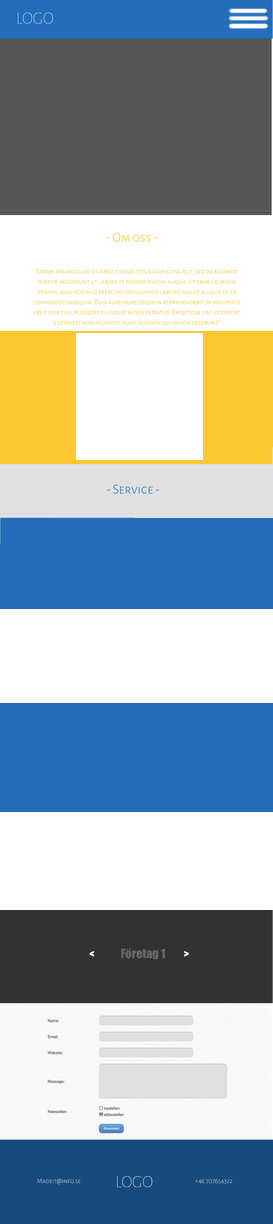 LOGO
- Om oss -
"Lorem ipsum dolor sit amet, consectetur adipiscing elit, sed do eiusmod
tempor incididunt ut labore et dolore magna aliqua. Ut enim ad minim
veniam, quis nostrud exercitation ullamco laboris nisi ut aliquip ex ea
commodo consequat. Duis aute irure dolor in reprehenderit in voluptate
velit esse cillum dolore eu fugiat nulla pariatur. Excepteur sint occaecat
cupidatat non proident, sunt in culpa qui officia deserunt"
- Service -
< Företag 1 >
Name:
Email:
Website:
Message:
Newsletter:
bestellen
abbestellen
Absenden
Madeit@info.se LOGO +46 707654322